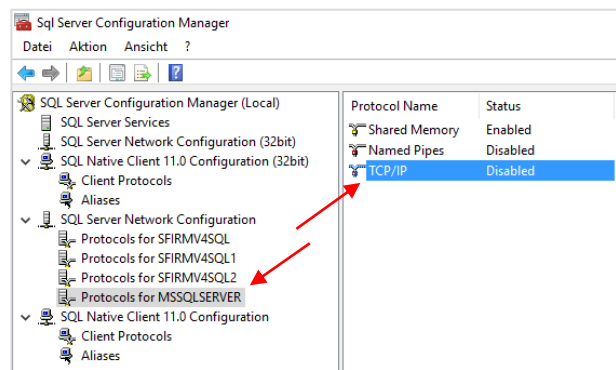 Sql Server Configuration Manager
Datei Aktion Ansicht ?
SQL Server Configuration Manager (Local)
SQL Server Services
SQL Server Network Configuration (32bit)
SQL Native Client 11.0 Configuration (32bit)
Client Protocols
Aliases
SQL Server Network Configuration
Protocols for SFIRMV4SQL
Protocols for SFIRMV4SQL1
Protocols for SFIRMV4SQL2
Protocols for MSSQLSERVER
SQL Native Client 11.0 Configuration
Client Protocols
Aliases
Protocol Name Status
Shared Memory Enabled
Named Pipes Disabled
TCP/IP Disabled